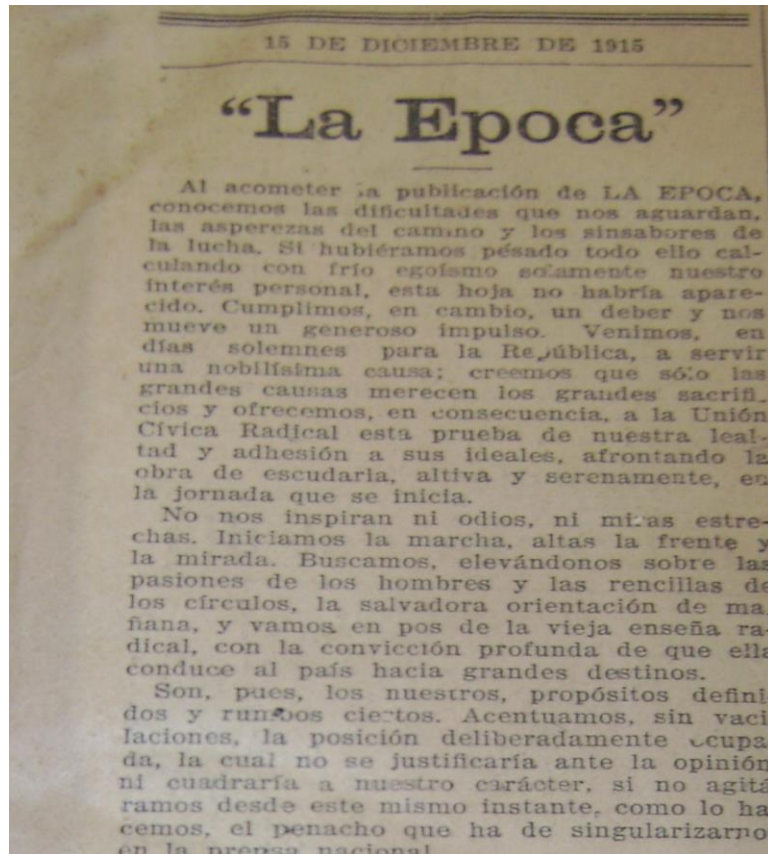 15 DE DICIEMBRE DE 1915
“La Epoca”
Al acometer la publicación de LA EPOCA,
conocemos las dificultades que nos aguardan,
las asperezas del camino y los sinsabores de
la lucha. Si hubiéramos pésado todo ello cal-
culando con frío egoísmo solamente nuestro
interés personal, esta hoja no habría apare-
cido. Cumplimos, en cambio, un deber y nos
mueve un generoso impulso. Venimos, en
días solemnes para la República, a servir
una nobilísima causa; creemos que sólo las
grandes causas merecen los grandes sacrifi-
cios y ofrecemos, en consecuencia, a la Unión
Cívica Radical esta prueba de nuestra leal-
tad y adhesión a sus ideales, afrontando la
obra de escudarla, altiva y serenamente, en
la jornada que se inicia.
No nos inspiran ni odios, ni miras estre-
chas. Iniciamos la marcha, altas la frente y
la mirada. Buscamos, elevándonos sobre las
pasiones de los hombres y las rencillas de
los círculos, la salvadora orientación de ma
ñana, y vamos en pos de la vieja enseña ra-
dical, con la convicción profunda de que ella
conduce al país hacia grandes destinos.
Son, pues, los nuestros, propósitos defini
dos y rumbos ciertos. Acentuamos, sin vaci
laciones, la posición deliberadamente ocupa
da, la cual no se justificaría ante la opinión
ni cuadraría a nuestro carácter, si no agitá
ramos desde este mismo instante, como lo ha
cemos, el penacho que ha de singularizarno
en la prensa nacional.